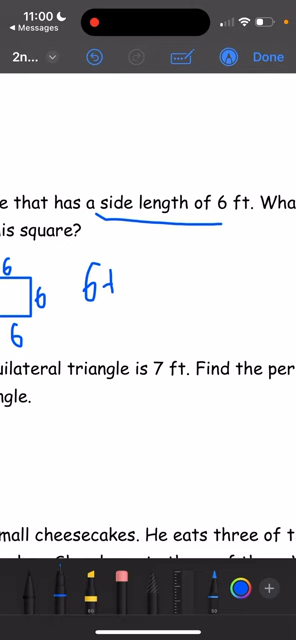 11:00
◀ Measures
2n...
Done
e that has a side length of 6 ft. Wha
is square?
6
6 6+
6
uilateral triangle is 7 ft. Find the per
ngle.
mall cheesecakes. He eats three of t